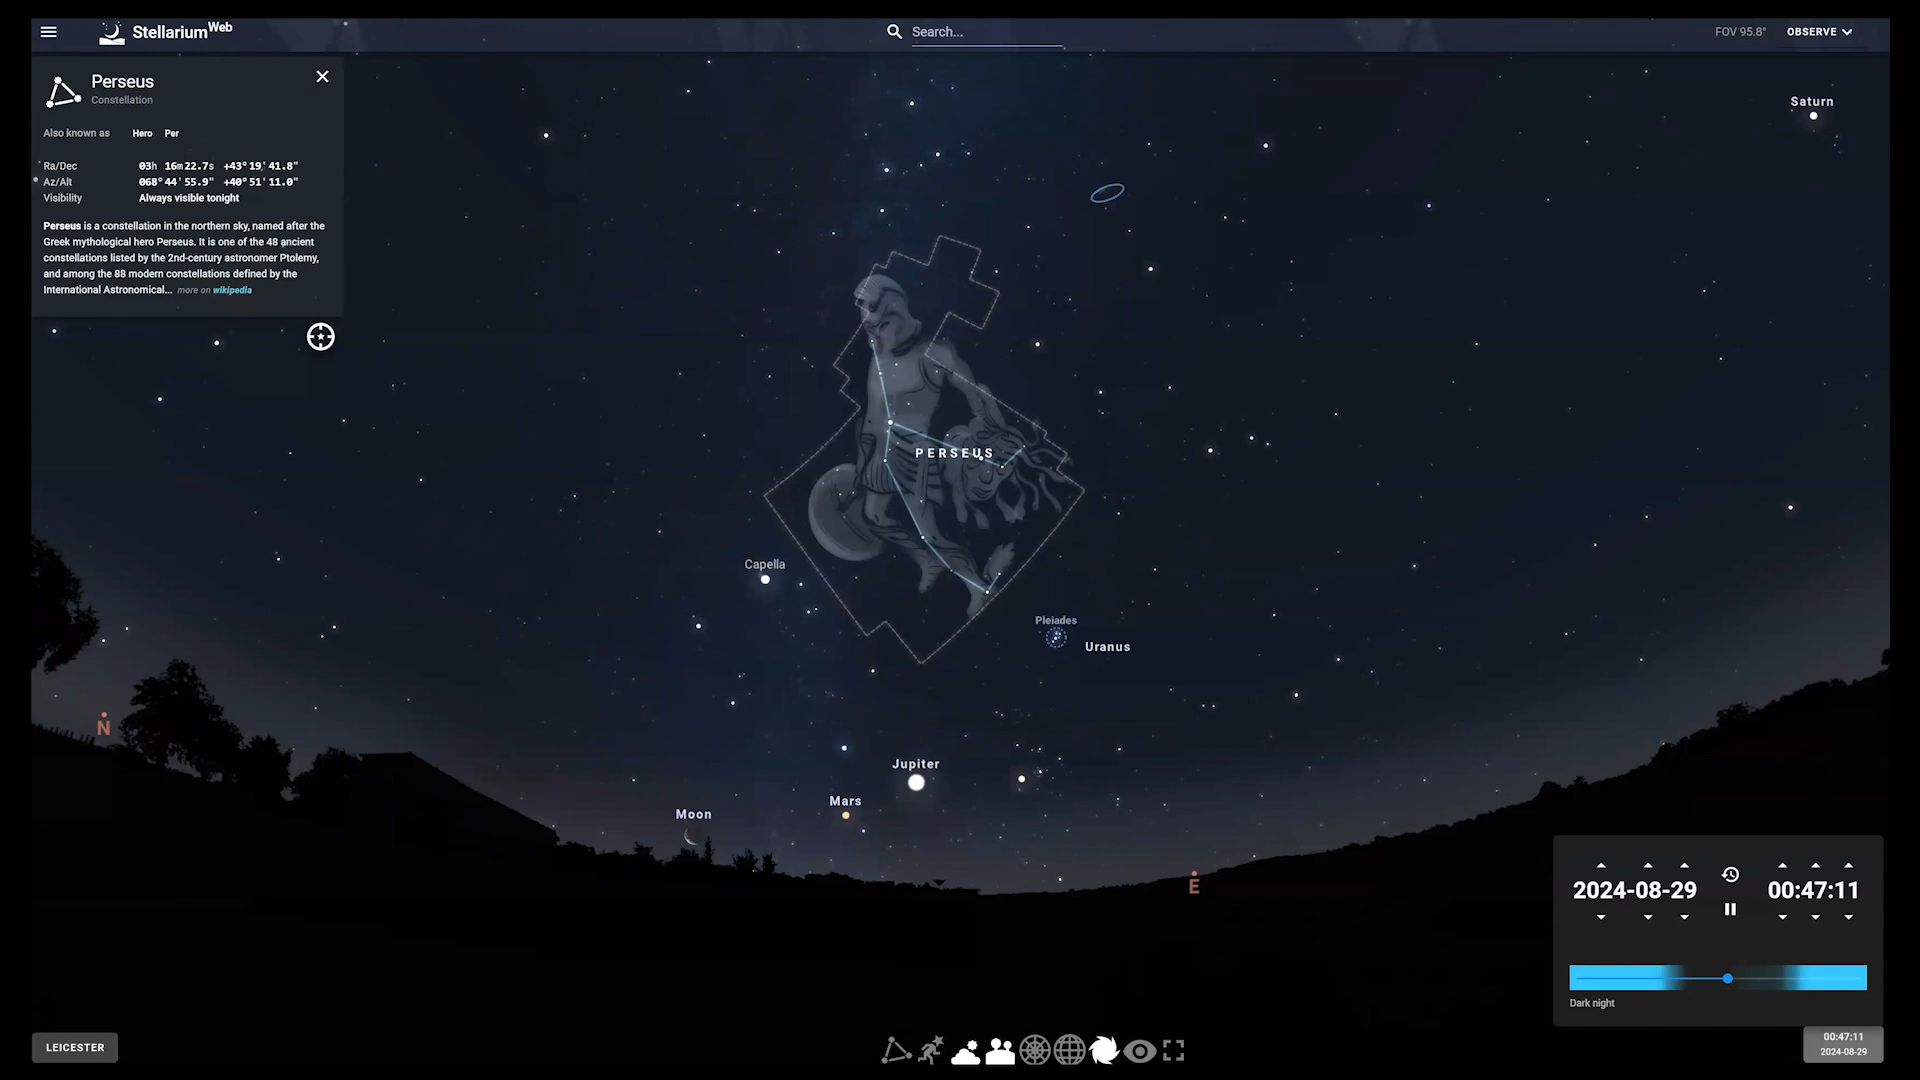 StellariumWeb
Search...
FOV 95.8°
OBSERVE
Perseus
Constellation
Also known as Hero Per
Ra/Dec 03h 16m22.7s +43°19'41.8"
Az/Alt 068°44'55.9" +40°51'11.0"
Visibility Always visible tonight
Perseus is a constellation in the northern sky, named after the
Greek mythological hero Perseus. It is one of the 48 ancient
constellations listed by the 2nd-century astronomer Ptolemy,
and among the 88 modern constellations defined by the
International Astronomical... more on wikipedia
Saturn
PERSEUS
Capella
Pleiades
Uranus
N
Jupiter
Mars
Moon
E
2024-08-29 00:47:11
Dark night
LEICESTER
00:47:11
2024-08-29